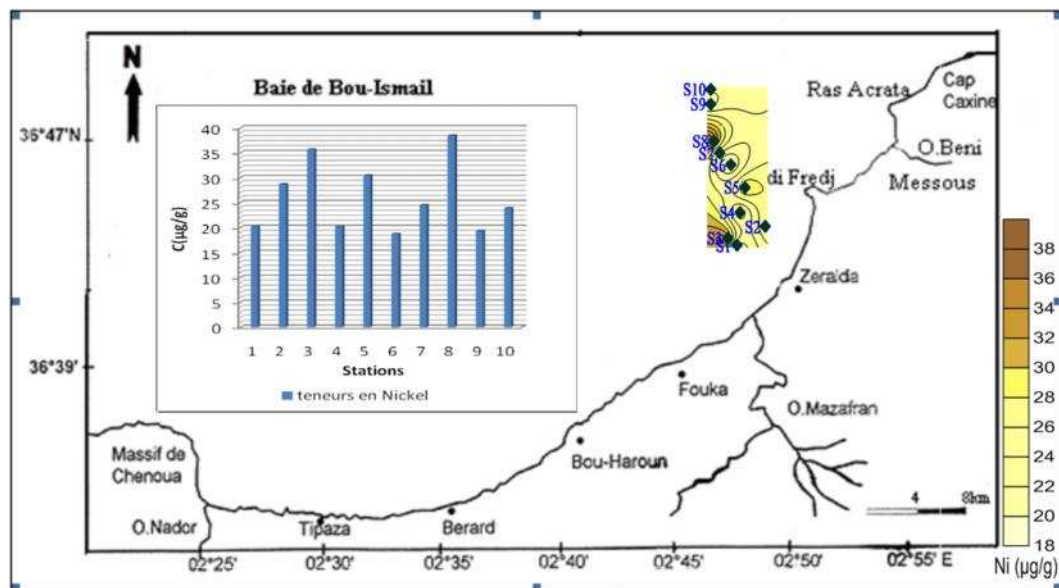 N
Baie de Bou-Ismail
36°47'N
36°39'
C(µg/g)
40
35
30
25
20
15
10
5
0
1 2 3 4 5 6 7 8 9 10
Stations
teneurs en Nickel
S10
S9
S8
S7
S6
S5
S4
S2
S3
S1
Ras Acrata
Cap
Caxine
O.Beni
Messous
di Fredj
Zeralda
Fouka
O.Mazafran
Bou-Haroun
Massif de
Chenoua
O.Nador
Tipaza
Berard
4 8km
02°25' 02°30' 02°35' 02°40' 02°45' 02°50' 02°55' E
38
36
34
32
30
28
26
24
22
20
18
Ni (µg/g)